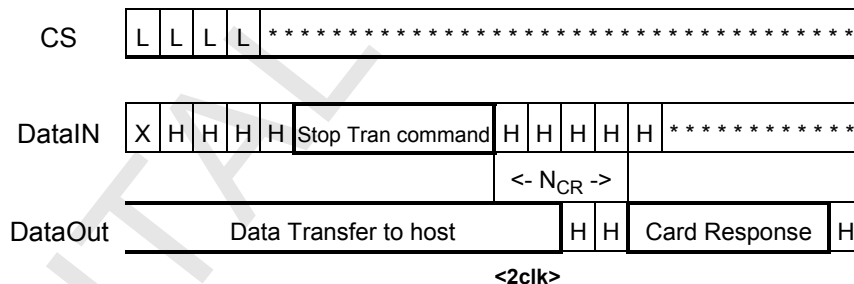 CS L L L L * * * * * * * * * * * * * * * * * * * * * * * * * * * * * * * * *
DataIN X H H H H Stop Tran command H H H H H * * * * * * * * * * * *
<- NCR ->
DataOut Data Transfer to host H H Card Response H
<2clk>